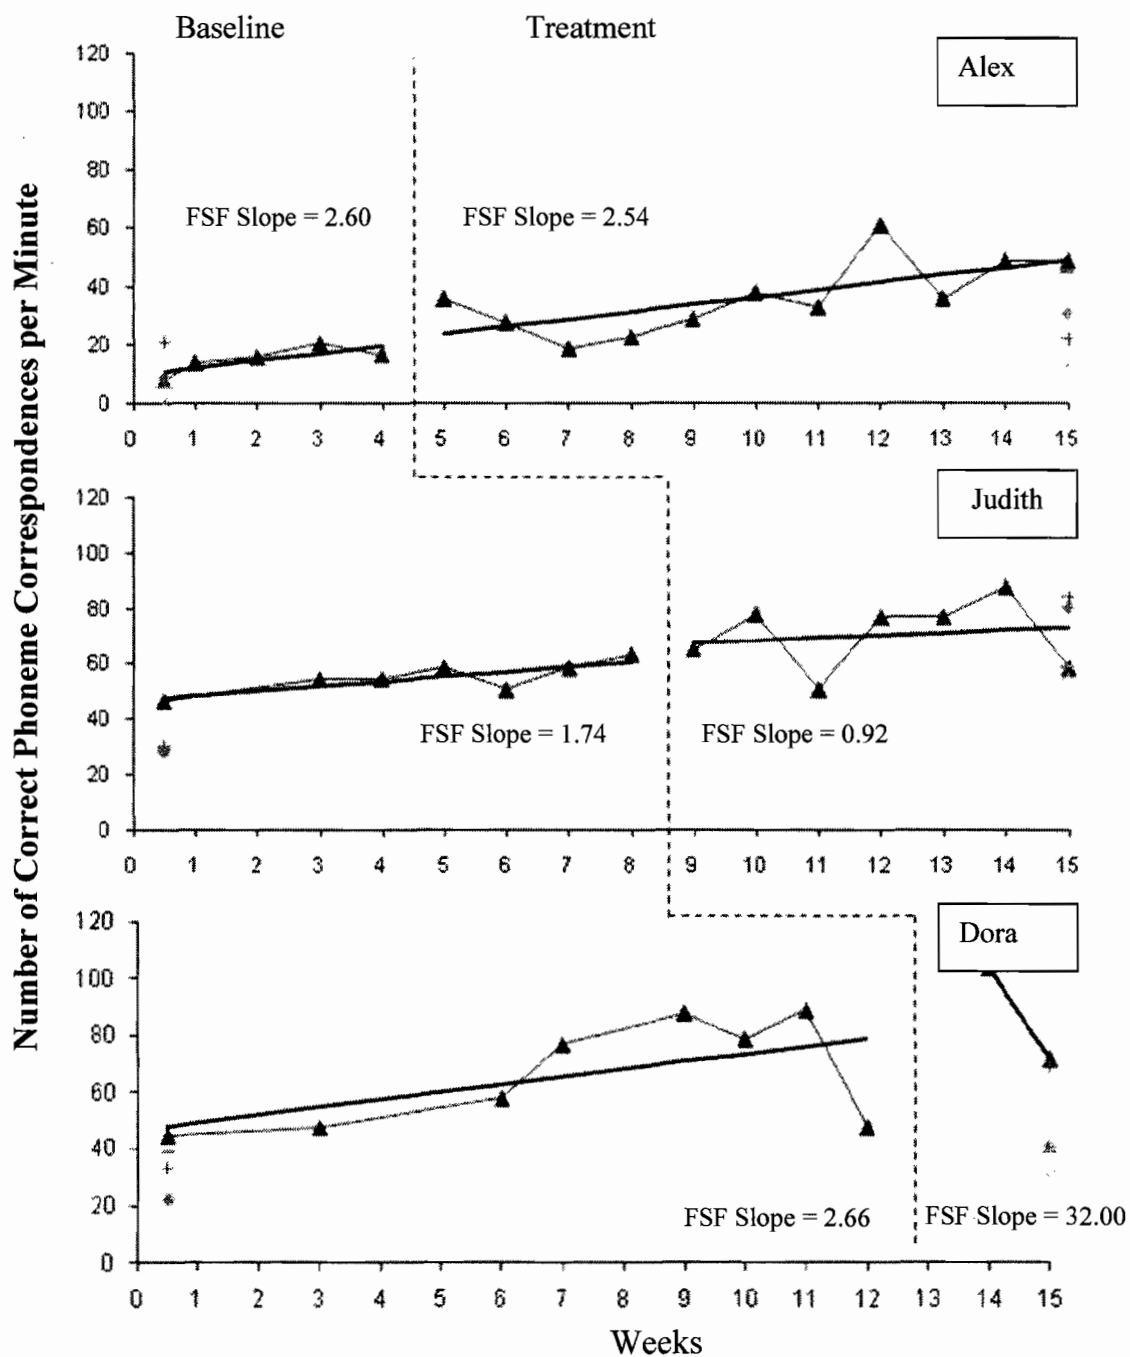 Baseline Treatment
Number of Correct Phoneme Correspondences per Minute
Alex
120
100
80
60
40
20
0
FSF Slope = 2.60 FSF Slope = 2.54
0 1 2 3 4 5 6 7 8 9 10 11 12 13 14 15
Judith
120
100
80
60
40
20
0
FSF Slope = 1.74 FSF Slope = 0.92
0 1 2 3 4 5 6 7 8 9 10 11 12 13 14 15
Dora
120
100
80
60
40
20
0
FSF Slope = 2.66 FSF Slope = 32.00
0 1 2 3 4 5 6 7 8 9 10 11 12 13 14 15
Weeks